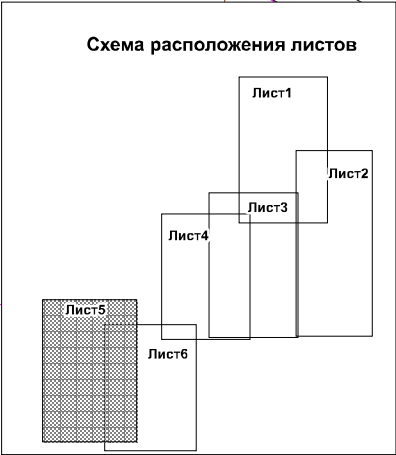 Схема расположения листов
Лист1
Лист2
Лист3
Лист4
Лист5
Лист6